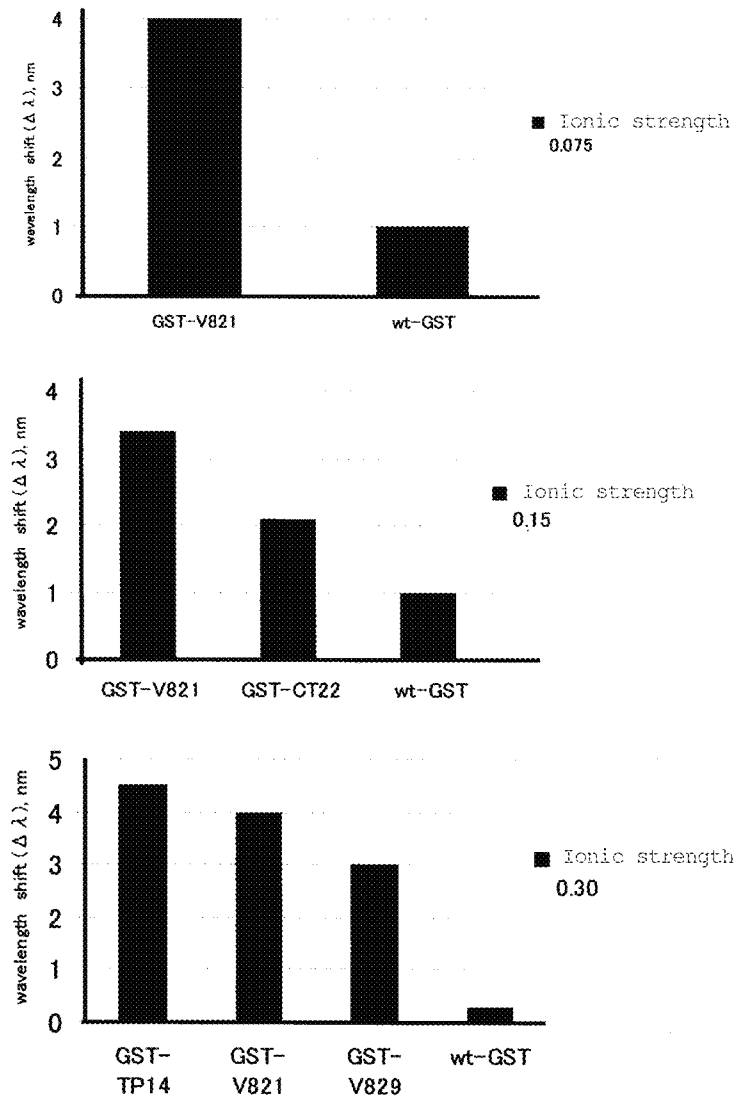 wavelength shift(Δλ), nm
4
3
2
1
0
GST-V821 wt-GST
■ Ionic strength
0.075
wavelength shift(Δλ), nm
4
3
2
1
0
GST-V821 GST-CT22 wt-GST
■ Ionic strength
0.15
wavelength shift(Δλ), nm
5
4
3
2
1
0
GST- GST- GST- wt-GST
TP14 V821 V829
■ Ionic strength
0.30